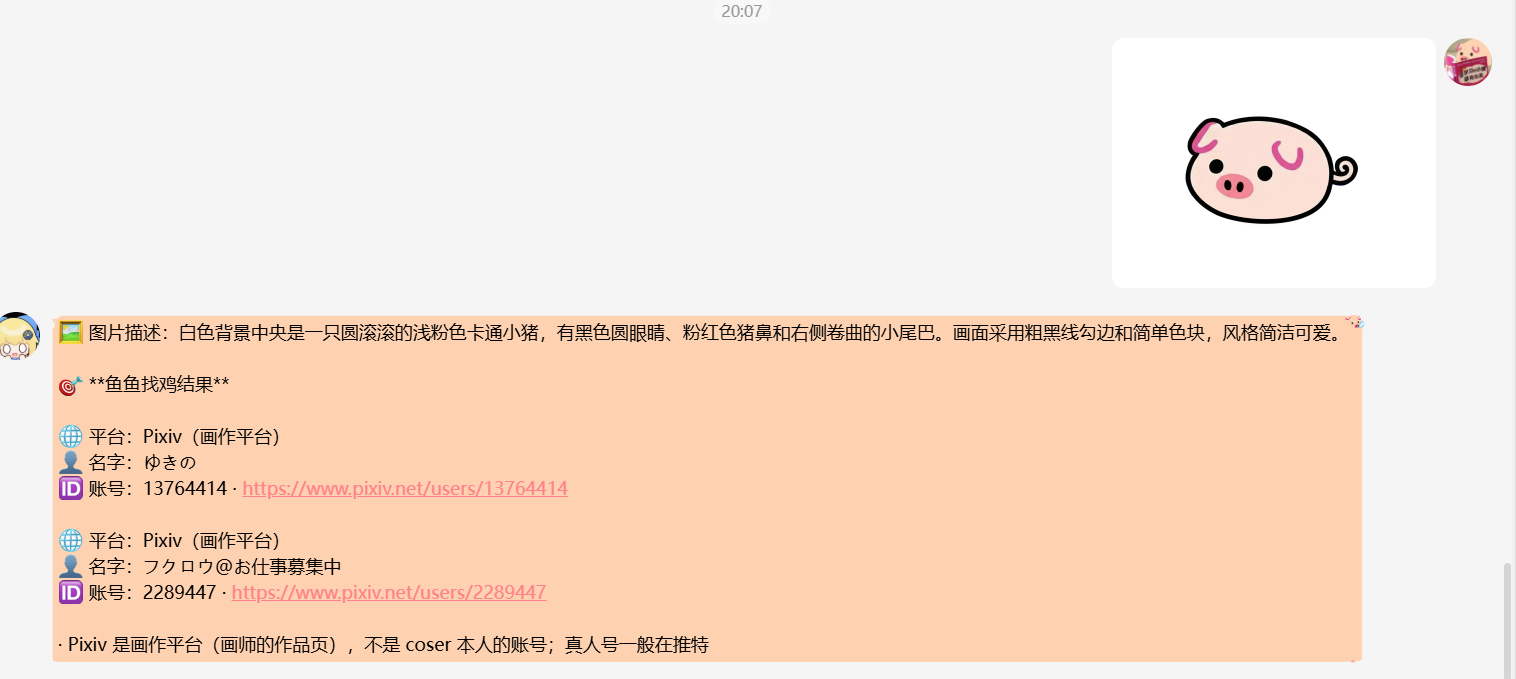 20:07
🖼️ 图片描述：白色背景中央是一只圆滚滚的浅粉色卡通小猪，有黑色圆眼睛、粉红色猪鼻和右侧卷曲的小尾巴。画面采用粗黑线勾边和简单色块，风格简洁可爱。
🎯 **鱼鱼找鸡结果**
🌐 平台：Pixiv（画作平台）
👤 名字：ゆきの
🆔 账号：13764414 · https://www.pixiv.net/users/13764414
🌐 平台：Pixiv（画作平台）
👤 名字：フクロウ@お仕事募集中
🆔 账号：2289447 · https://www.pixiv.net/users/2289447
· Pixiv 是画作平台（画师的作品页），不是 coser 本人的账号；真人号一般在推特